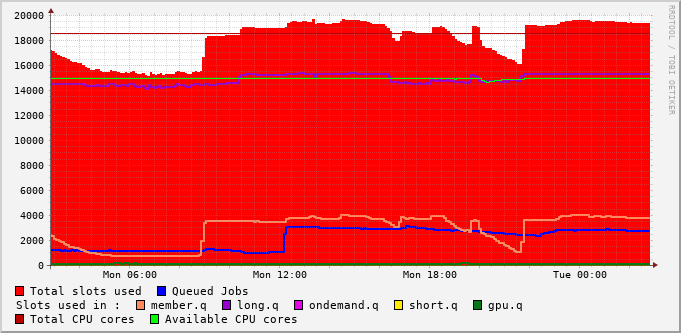 RRDTOOL / TOBI OETIKER
20000
18000
16000
14000
12000
10000
8000
6000
4000
2000
0
Mon 06:00 Mon 12:00 Mon 18:00 Tue 00:00
Total slots used Queued Jobs
Slots used in : member.q long.q ondemand.q short.q gpu.q
Total CPU cores Available CPU cores